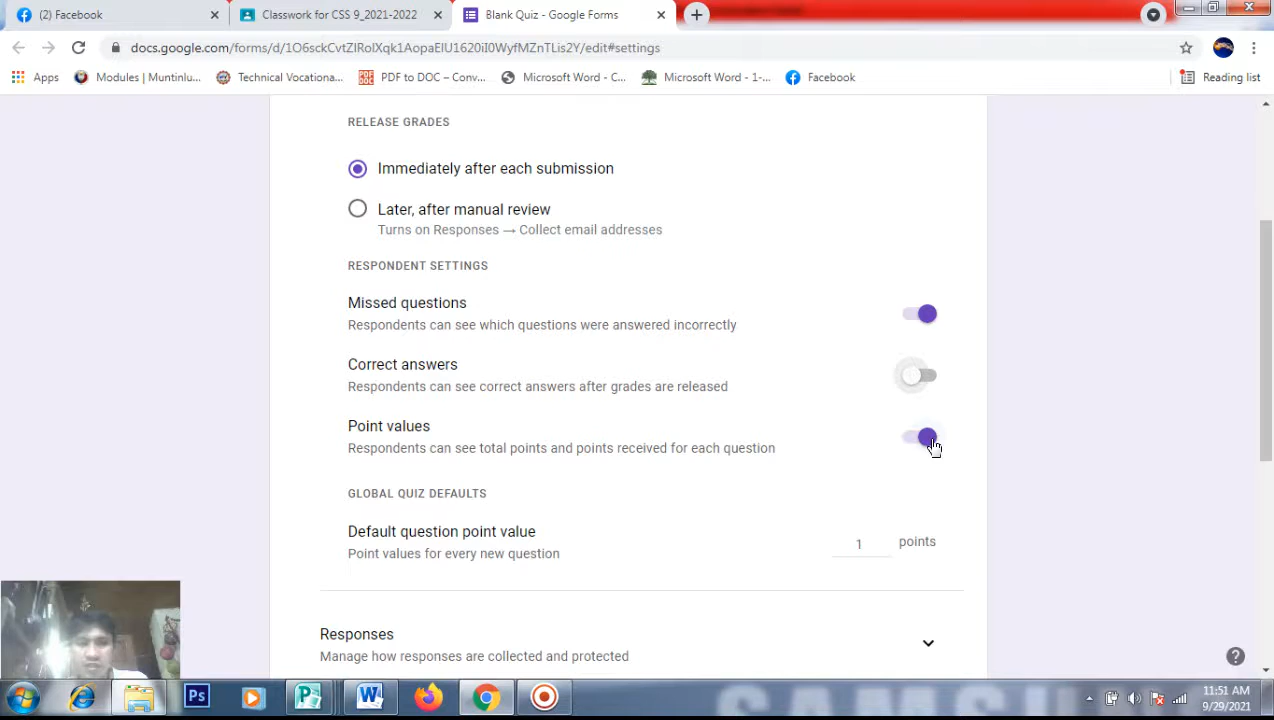 (2) Facebook
Classwork for CSS 9_2021-2022
Blank Quiz - Google Forms
docs.google.com/forms/d/1O6sckCvtZlRolXqk1AopaElU1620iI0WyfMZnTLis2Y/edit#settings
Apps
Modules | Muntinlu...
Technical Vocationa...
PDF to DOC – Conv...
Microsoft Word - C...
Microsoft Word - 1-...
Facebook
Reading list
RELEASE GRADES
Immediately after each submission
Later, after manual review
Turns on Responses → Collect email addresses
RESPONDENT SETTINGS
Missed questions
Respondents can see which questions were answered incorrectly
Correct answers
Respondents can see correct answers after grades are released
Point values
Respondents can see total points and points received for each question
GLOBAL QUIZ DEFAULTS
Default question point value
1 points
Point values for every new question
Responses
Manage how responses are collected and protected
Ps
SAMSU
11:51 AM
9/29/2021